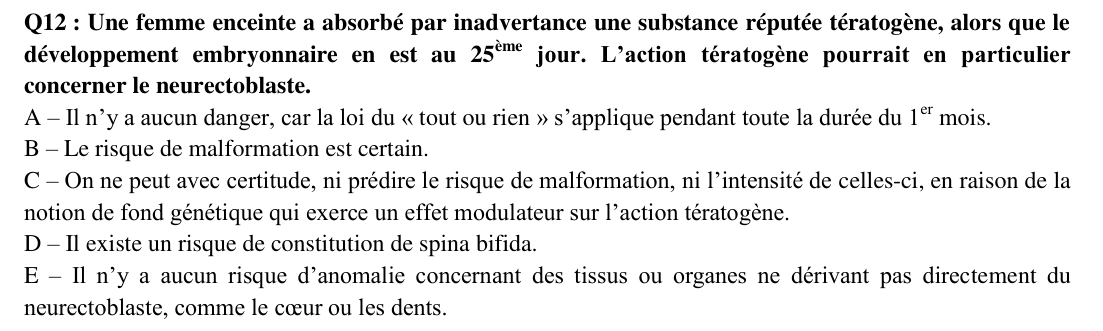 Q12 : Une femme enceinte a absorbé par inadvertance une substance réputée tératogène, alors que le
développement embryonnaire en est au 25ème jour. L’action tératogène pourrait en particulier
concerner le neurectoblaste.
A – Il n’y a aucun danger, car la loi du « tout ou rien » s’applique pendant toute la durée du 1er mois.
B – Le risque de malformation est certain.
C – On ne peut avec certitude, ni prédire le risque de malformation, ni l’intensité de celles-ci, en raison de la
notion de fond génétique qui exerce un effet modulateur sur l’action tératogène.
D – Il existe un risque de constitution de spina bifida.
E – Il n’y a aucun risque d’anomalie concernant des tissus ou organes ne dérivant pas directement du
neurectoblaste, comme le cœur ou les dents.